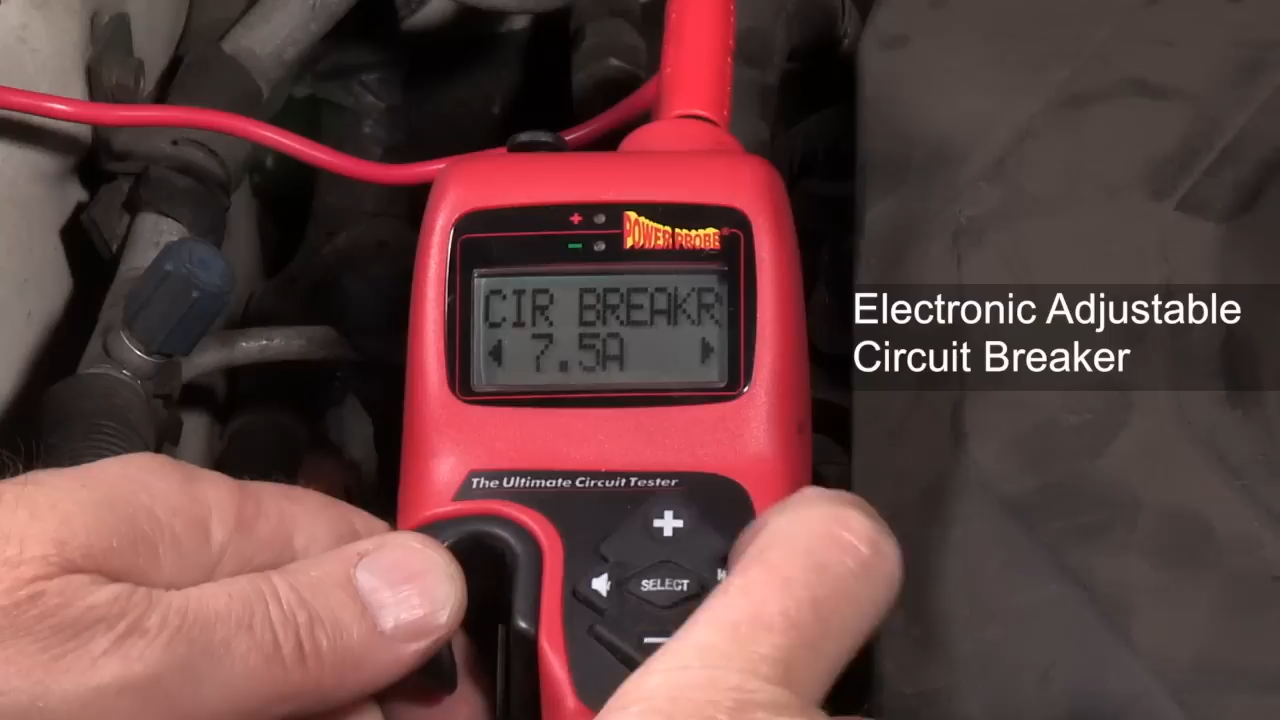 +
POWER PROBE®
−
CIR BREAKR
◀ 7.5A ▶
Electronic Adjustable
Circuit Breaker
The Ultimate Circuit Tester
+
SELECT
−